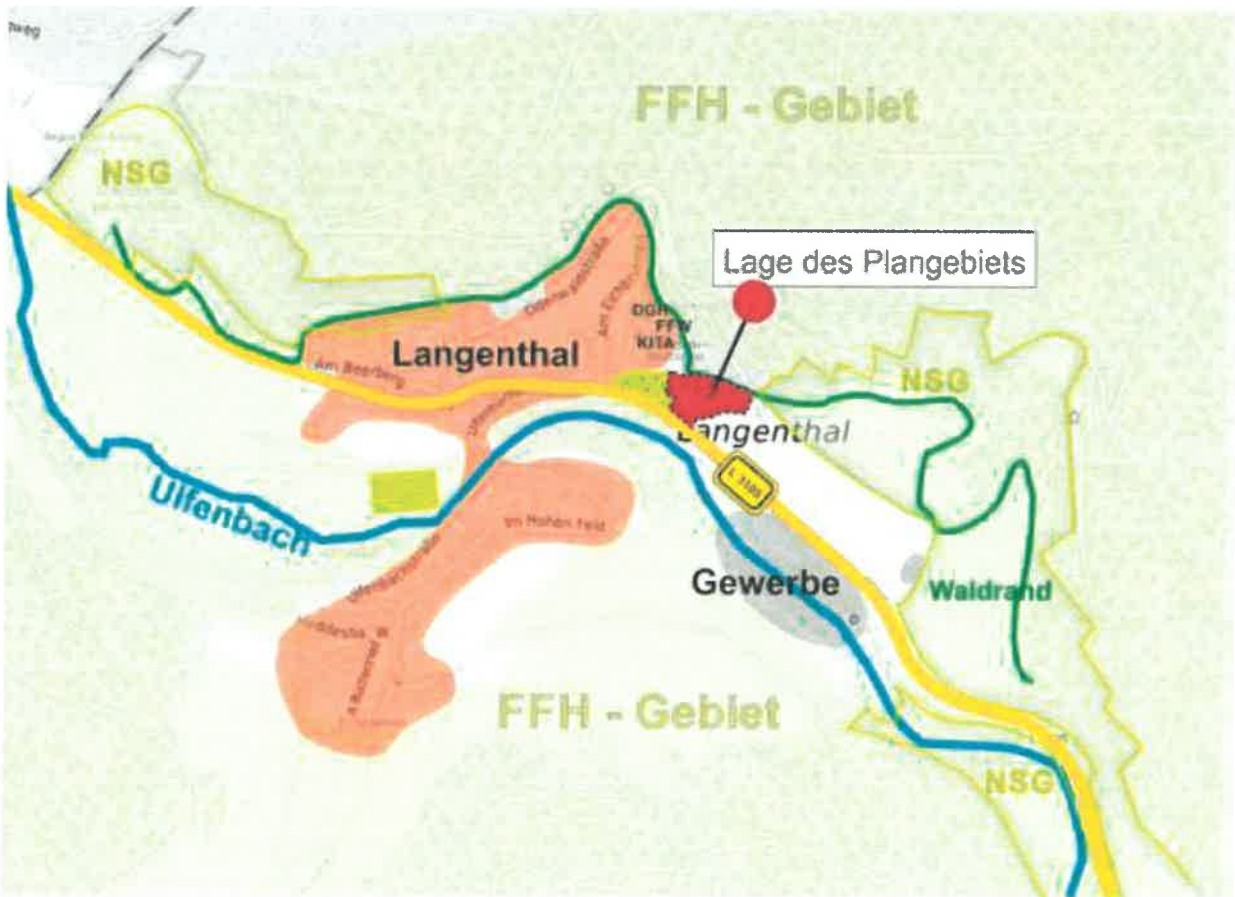 FFH - Gebiet
NSG
Lage des Plangebiets
DGH
FFW
KITA
Langenthal
Am Beerberg
NSG
Langenthal
L 3105
Ulfenbach
Im Hohen Feld
Gewerbe
Waldrand
FFH - Gebiet
NSG